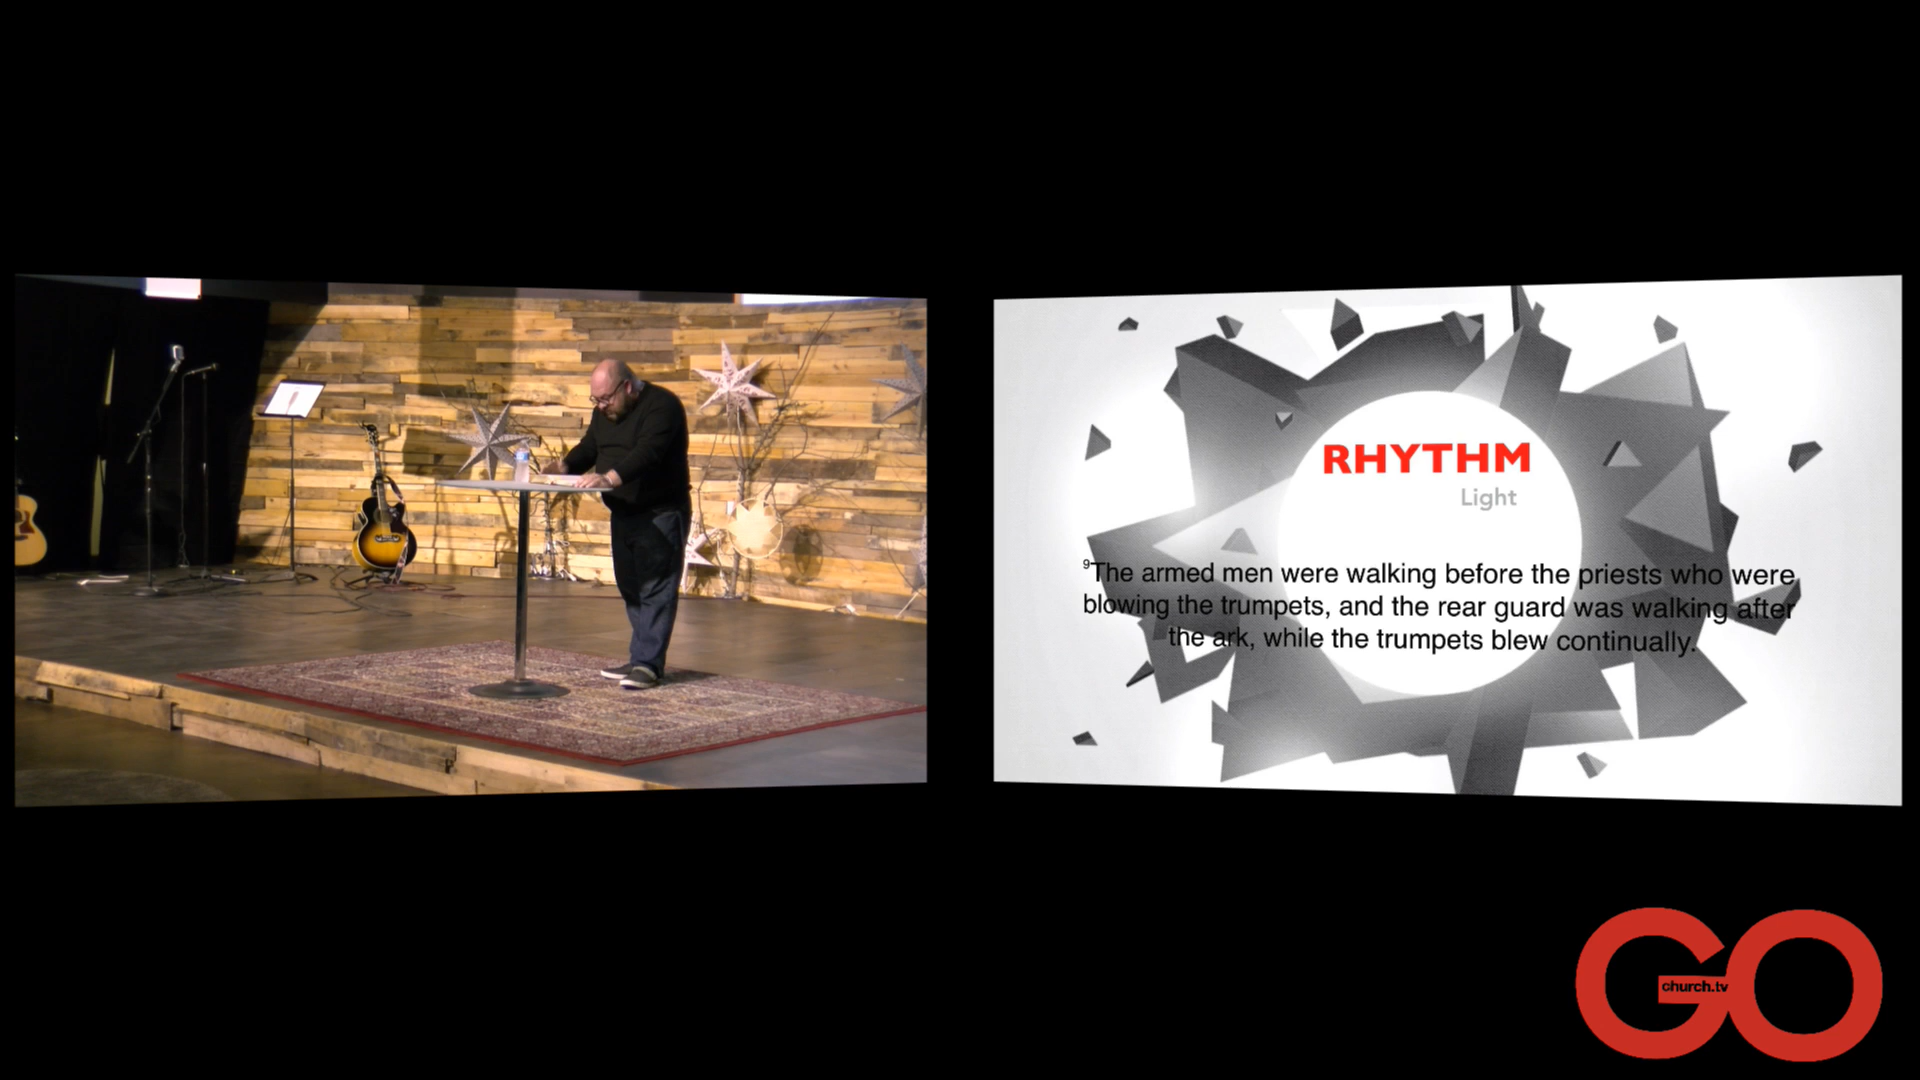 RHYTHM
Light
⁹The armed men were walking before the priests who were
blowing the trumpets, and the rear guard was walking after
the ark, while the trumpets blew continually.
GO
church.tv